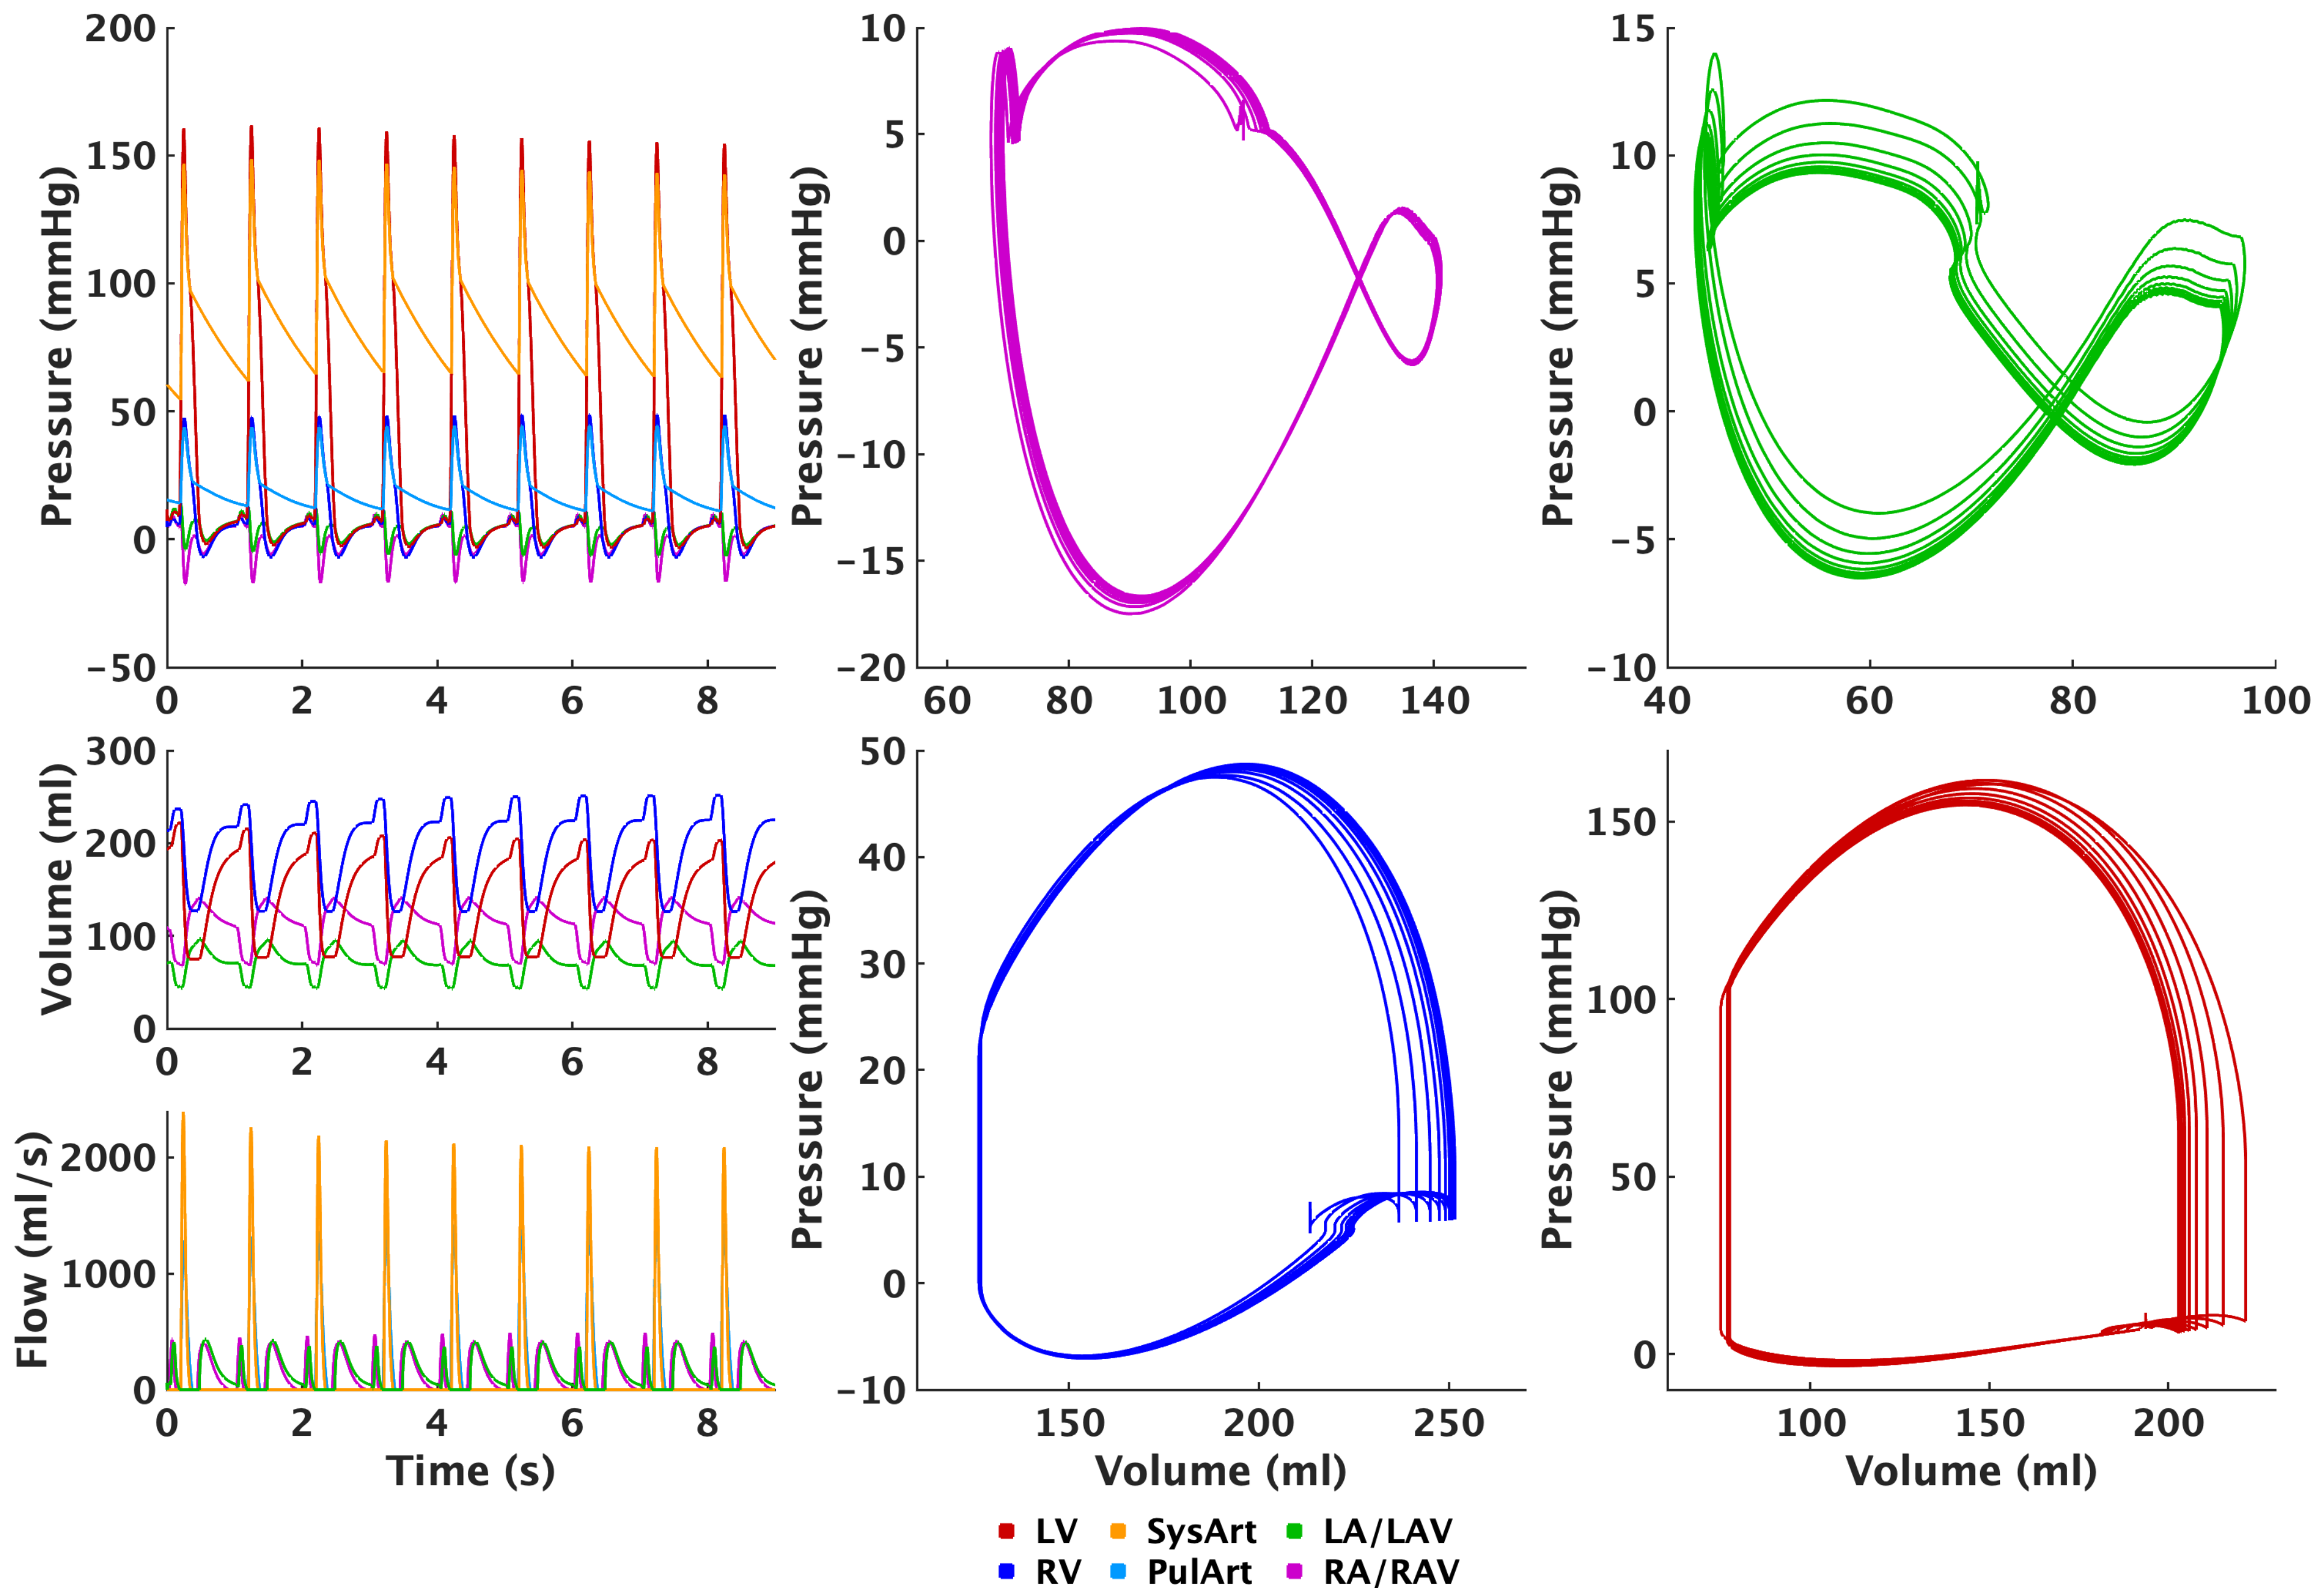 200
150
100
50
0
−50
Pressure (mmHg)
0 2 4 6 8
10
5
0
−5
−10
−15
−20
Pressure (mmHg)
60 80 100 120 140
15
10
5
0
−5
−10
Pressure (mmHg)
40 60 80 100
300
200
100
0
Volume (ml)
0 2 4 6 8
2000
1000
0
Flow (ml/s)
0 2 4 6 8
Time (s)
50
40
30
20
10
0
−10
Pressure (mmHg)
150 200 250
Volume (ml)
150
100
50
0
Pressure (mmHg)
100 150 200
Volume (ml)
LV SysArt LA/LAV
RV PulArt RA/RAV